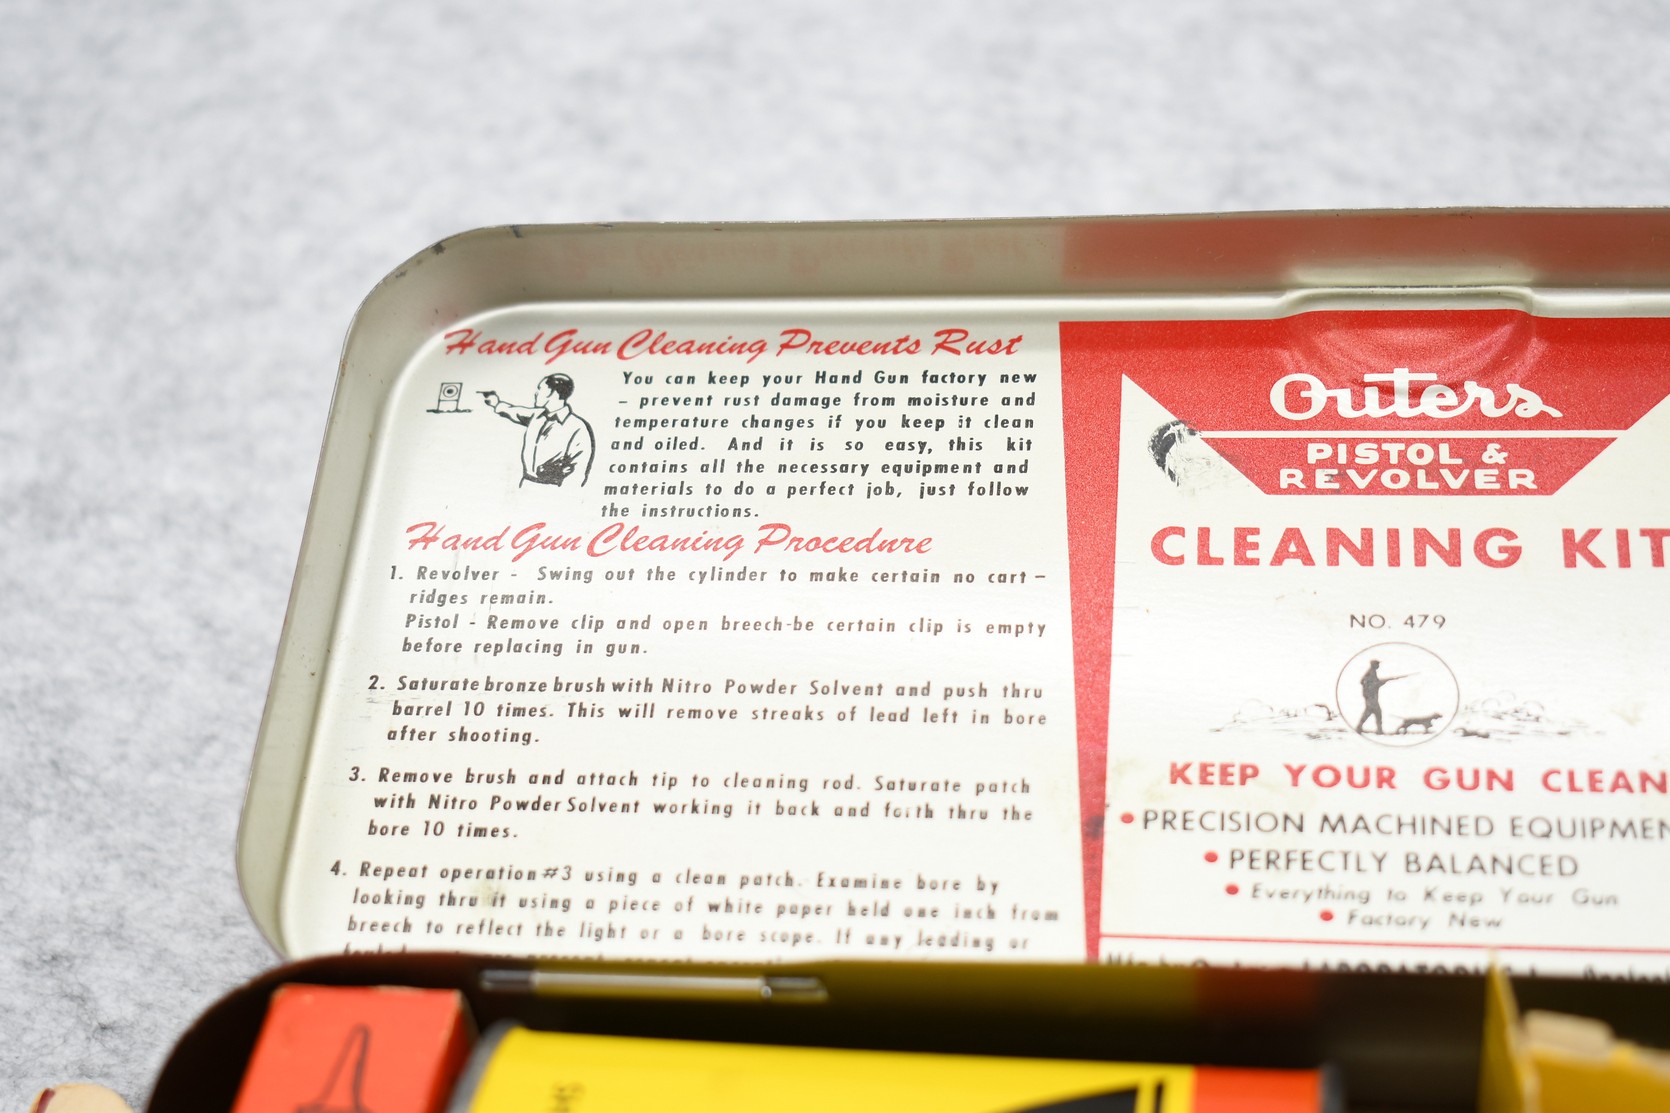 Hand Gun Cleaning Prevents Rust
You can keep your Hand Gun factory new
– prevent rust damage from moisture and
temperature changes if you keep it clean
and oiled. And it is so easy, this kit
contains all the necessary equipment and
materials to do a perfect job, just follow
the instructions.
Hand Gun Cleaning Procedure
1. Revolver - Swing out the cylinder to make certain no cart –
ridges remain.
Pistol - Remove clip and open breech-be certain clip is empty
before replacing in gun.
2. Saturate bronze brush with Nitro Powder Solvent and push thru
barrel 10 times. This will remove streaks of lead left in bore
after shooting.
3. Remove brush and attach tip to cleaning rod. Saturate patch
with Nitro Powder Solvent working it back and forth thru the
bore 10 times.
4. Repeat operation #3 using a clean patch. Examine bore by
looking thru it using a piece of white paper held one inch from
breech to reflect the light or a bore scope. If any leading or
Outers
PISTOL &
REVOLVER
CLEANING KIT
NO. 479
KEEP YOUR GUN CLEAN
• PRECISION MACHINED EQUIPMEN
• PERFECTLY BALANCED
• Everything to Keep Your Gun
• Factory New